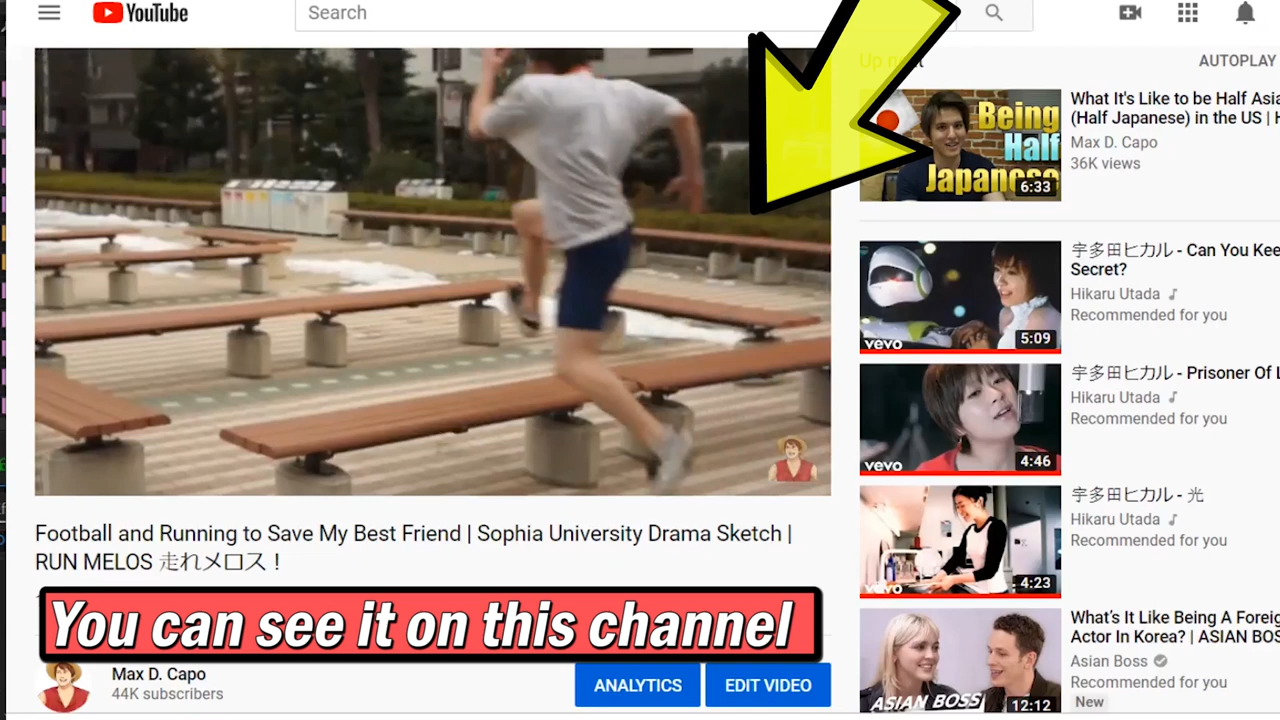 YouTube
Search
Up n
AUTOPLAY
Being
Half
Japanese
6:33
What It's Like to be Half Asia
(Half Japanese) in the US | H
Max D. Capo
36K views
宇多田ヒカル - Can You Kee
Secret?
Hikaru Utada
Recommended for you
vevo
5:09
宇多田ヒカル - Prisoner Of L
Hikaru Utada
Recommended for you
vevo
4:46
宇多田ヒカル - 光
Hikaru Utada
Recommended for you
vevo
4:23
What's It Like Being A Foreig
Actor In Korea? | ASIAN BOS
Asian Boss
Recommended for you
New
ASIAN BOSS
12:12
Football and Running to Save My Best Friend | Sophia University Drama Sketch |
RUN MELOS 走れメロス！
You can see it on this channel
Max D. Capo
44K subscribers
ANALYTICS
EDIT VIDEO